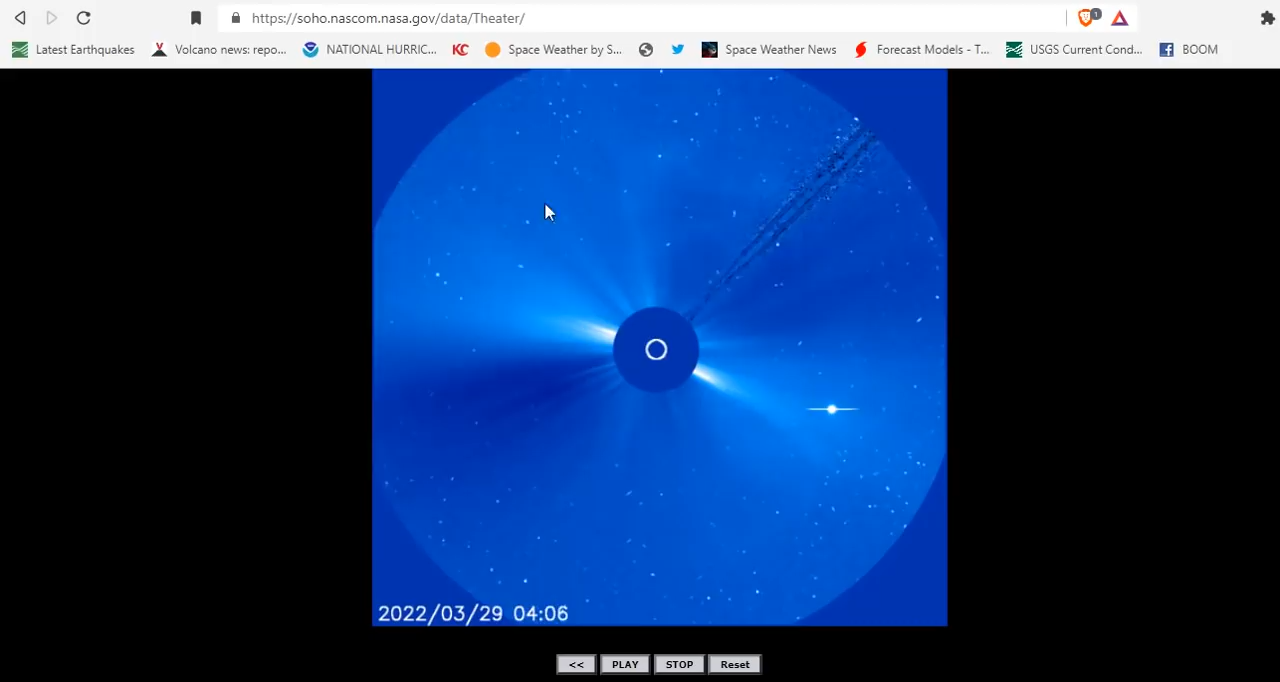 https://soho.nascom.nasa.gov/data/Theater/
1
Latest Earthquakes Volcano news: repo... NATIONAL HURRIC... KC Space Weather by S... Space Weather News Forecast Models - T... USGS Current Cond... BOOM
2022/03/29 04:06
<< PLAY STOP Reset